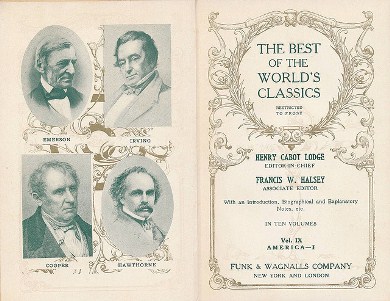 EMERSON
IRVING
COOPER
HAWTHORNE
THE BEST
OF THE
WORLD'S
CLASSICS
RESTRICTED
TO PROSE
HENRY CABOT LODGE
EDITOR-IN-CHIEF
FRANCIS W. HALSEY
ASSOCIATE EDITOR
With an Introduction, Biographical and Explanatory
Notes, etc.
IN TEN VOLUMES
Vol. IX
AMERICA—I
FUNK & WAGNALLS COMPANY
NEW YORK AND LONDON